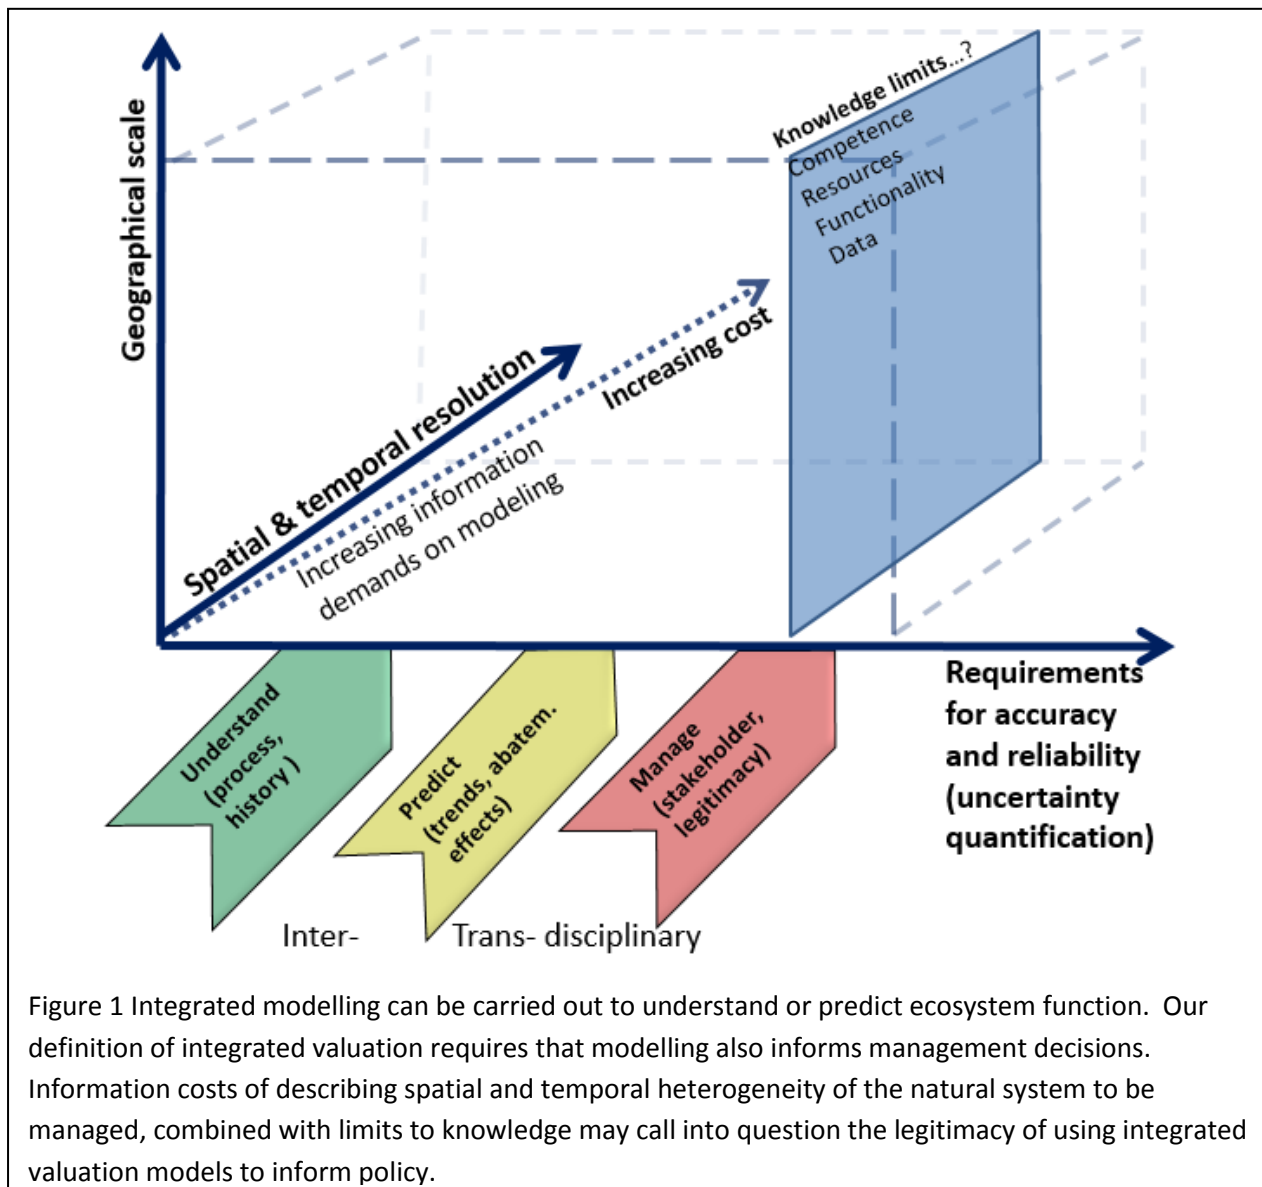 Geographical scale
Knowledge limits...?
Competence
Resources
Functionality
Data
Spatial & temporal resolution
Increasing cost
Increasing information
demands on modeling
Understand
(process,
history )
Predict
(trends, abatem.
effects)
Manage
(stakeholder,
legitimacy)
Requirements
for accuracy
and reliability
(uncertainty
quantification)
Inter-
Trans- disciplinary
Figure 1 Integrated modelling can be carried out to understand or predict ecosystem function.  Our
definition of integrated valuation requires that modelling also informs management decisions.
Information costs of describing spatial and temporal heterogeneity of the natural system to be
managed, combined with limits to knowledge may call into question the legitimacy of using integrated
valuation models to inform policy.